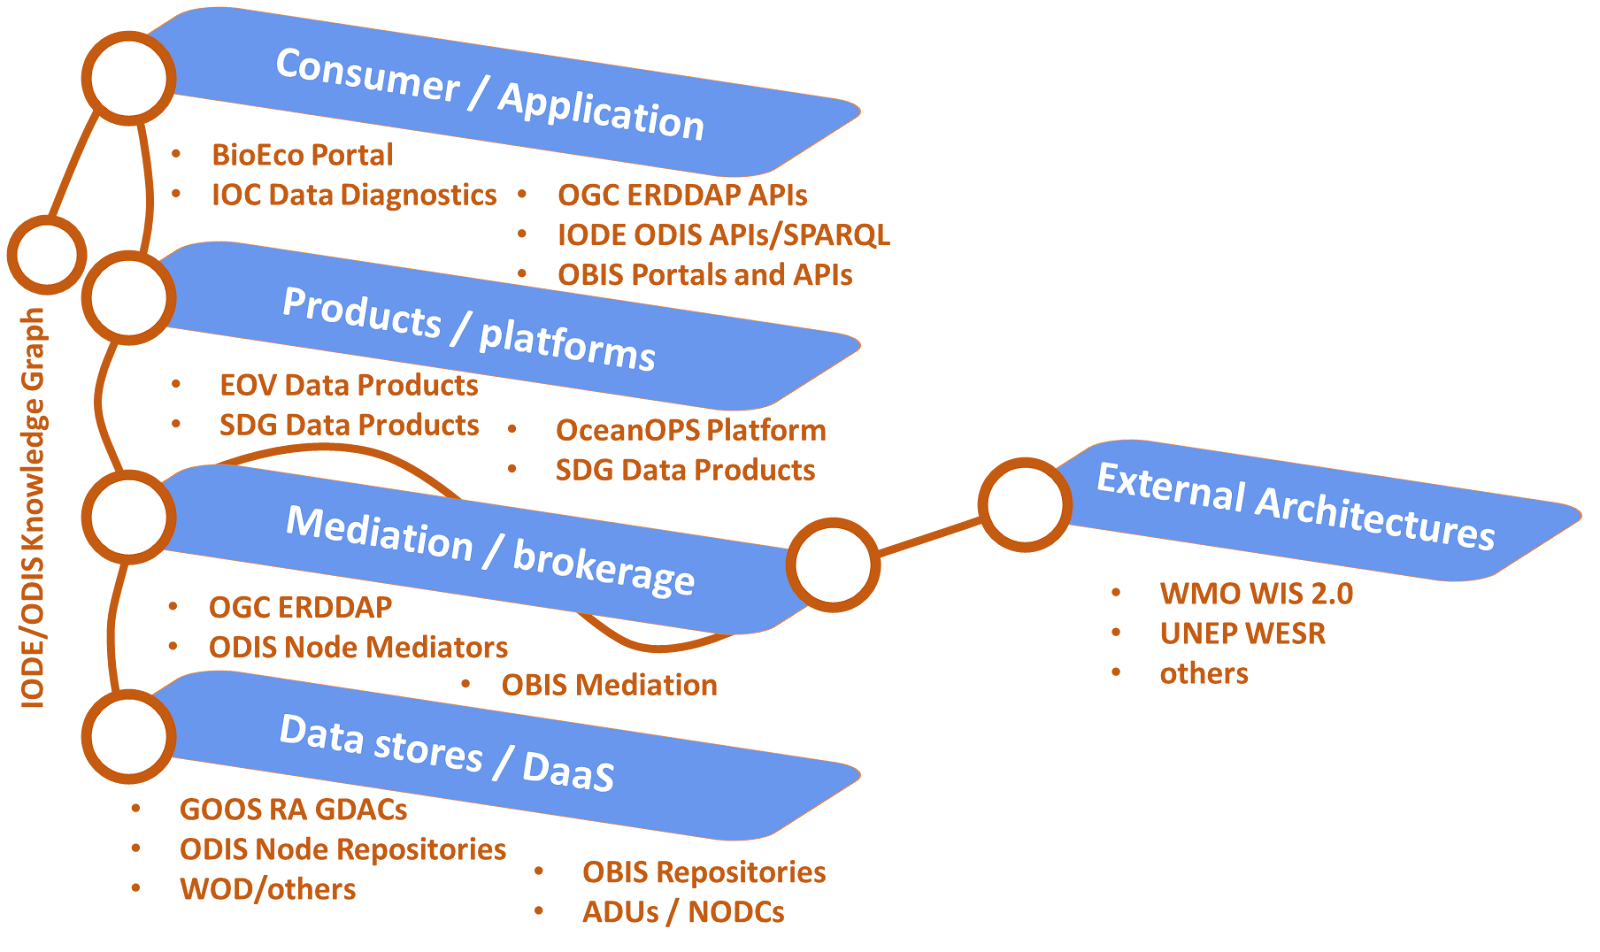 Consumer / Application
• BioEco Portal
• IOC Data Diagnostics
• OGC ERDDAP APIs
• IODE ODIS APIs/SPARQL
• OBIS Portals and APIs
Products / platforms
• EOV Data Products
• SDG Data Products
• OceanOPS Platform
• SDG Data Products
Mediation / brokerage
• OGC ERDDAP
• ODIS Node Mediators
• OBIS Mediation
Data stores / DaaS
• GOOS RA GDACs
• ODIS Node Repositories
• WOD/others
• OBIS Repositories
• ADUs / NODCs
IODE/ODIS Knowledge Graph
External Architectures
• WMO WIS 2.0
• UNEP WESR
• others